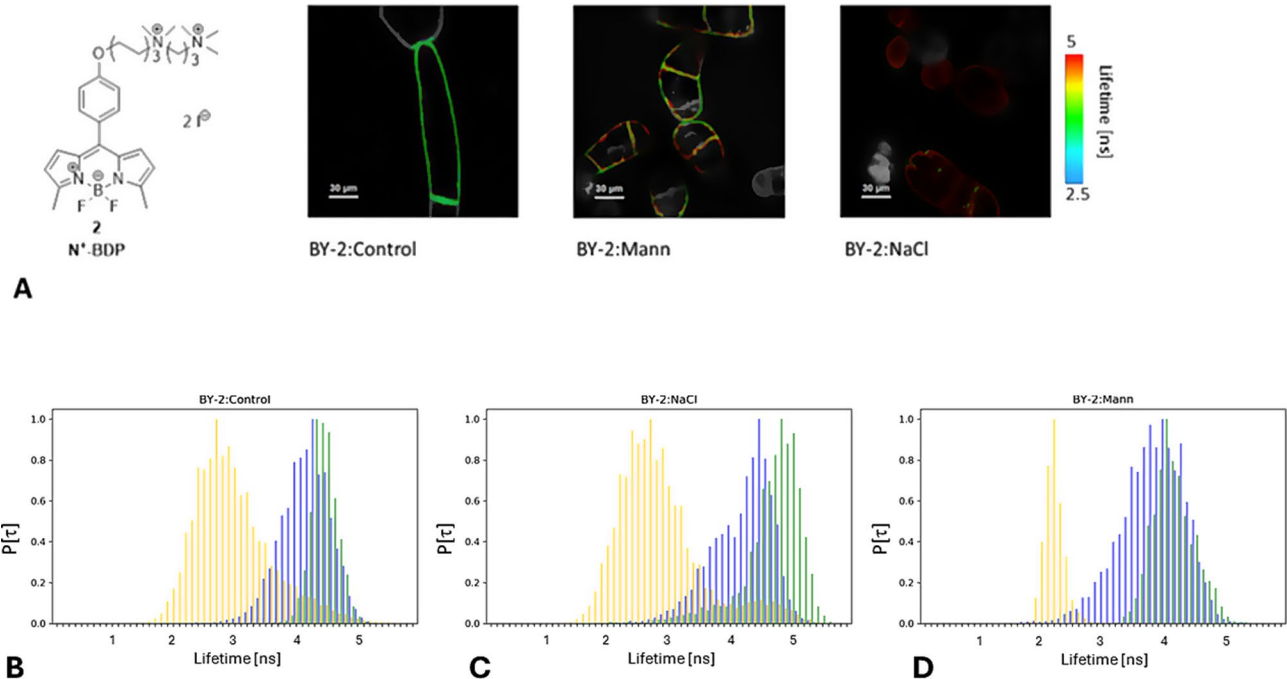 O N⊕ N⊕
3 3
2 I⊖
N⊕ B⊖ N
F F
2
N⁺-BDP
30 µm
30 µm
30 µm
5
Lifetime [ns]
2.5
BY-2:Control BY-2:Mann BY-2:NaCl
A
BY-2:Control
1.0
0.8
0.6
0.4
0.2
0.0
P[τ]
1 2 3 4 5
Lifetime [ns]
B
BY-2:NaCl
1.0
0.8
0.6
0.4
0.2
0.0
P[τ]
1 2 3 4 5
Lifetime [ns]
C
BY-2:Mann
1.0
0.8
0.6
0.4
0.2
0.0
P[τ]
1 2 3 4 5
Lifetime [ns]
D